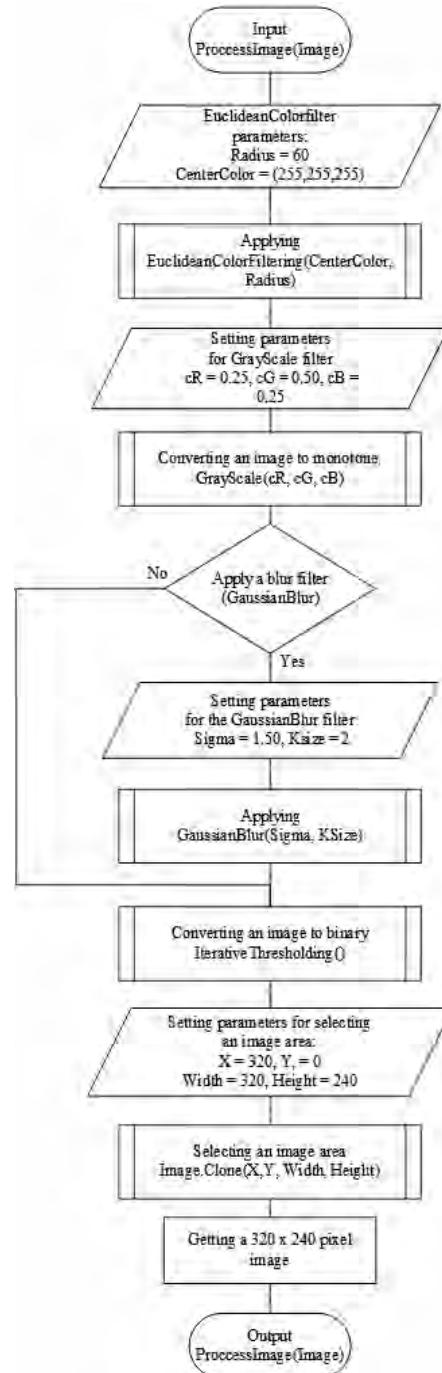 Input
ProccessImage(Image)
EuclideanColorfilter
parameters:
Radius = 60
CenterColor = (255,255,255)
Applying
EuclideanColorFiltering(CenterColor,
Radius)
Setting parameters
for GrayScale filter
cR = 0.25, cG = 0.50, cB =
0.25
Converting an image to monotone
GrayScale(cR, cG, cB)
Apply a blur filter
(GaussianBlur)
No
Yes
Setting parameters
for the GaussianBlur filter
Sigma = 1.50, Ksize = 2
Applying
GaussianBlur(Sigma, KSize)
Converting an image to binary
IterativeThresholding()
Setting parameters for selecting
an image area:
X = 320, Y, = 0
Width = 320, Height = 240
Selecting an image area
Image.Clone(X,Y, Width, Height)
Getting a 320 x 240 pixel
image
Output
ProccessImage(Image)